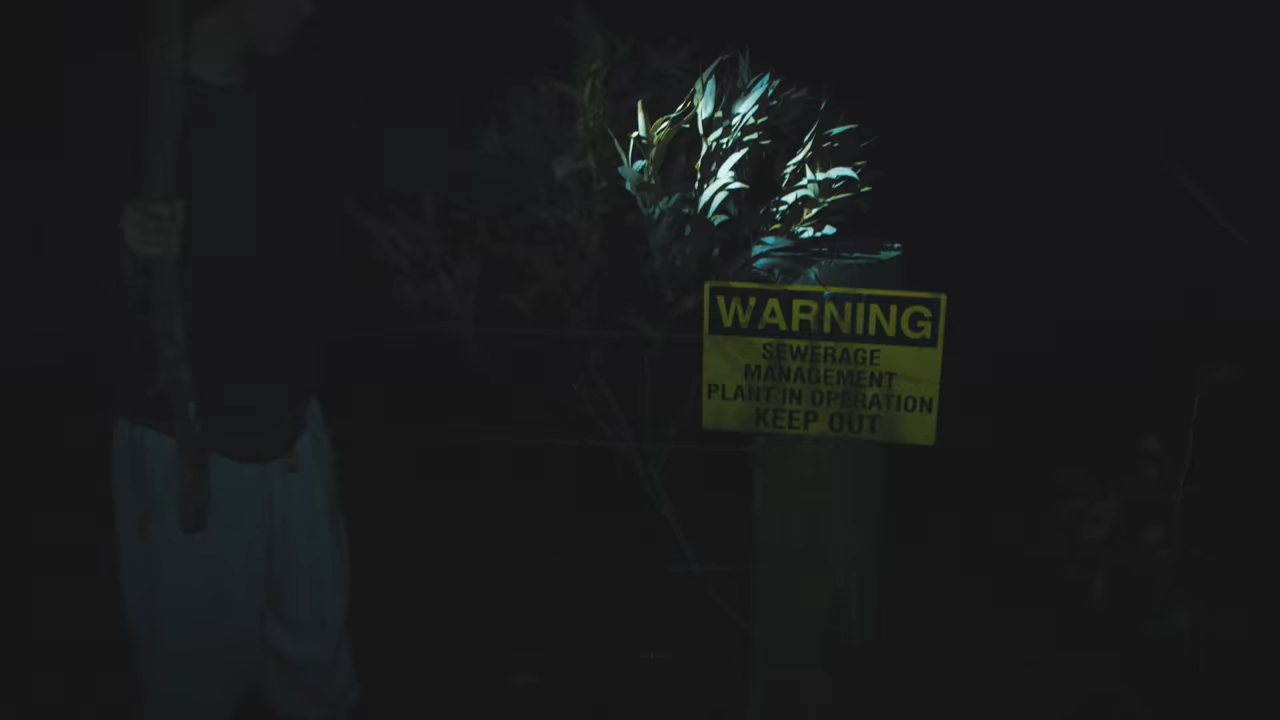 WARNING
SEWERAGE
MANAGEMENT
PLANT IN OPERATION
KEEP OUT